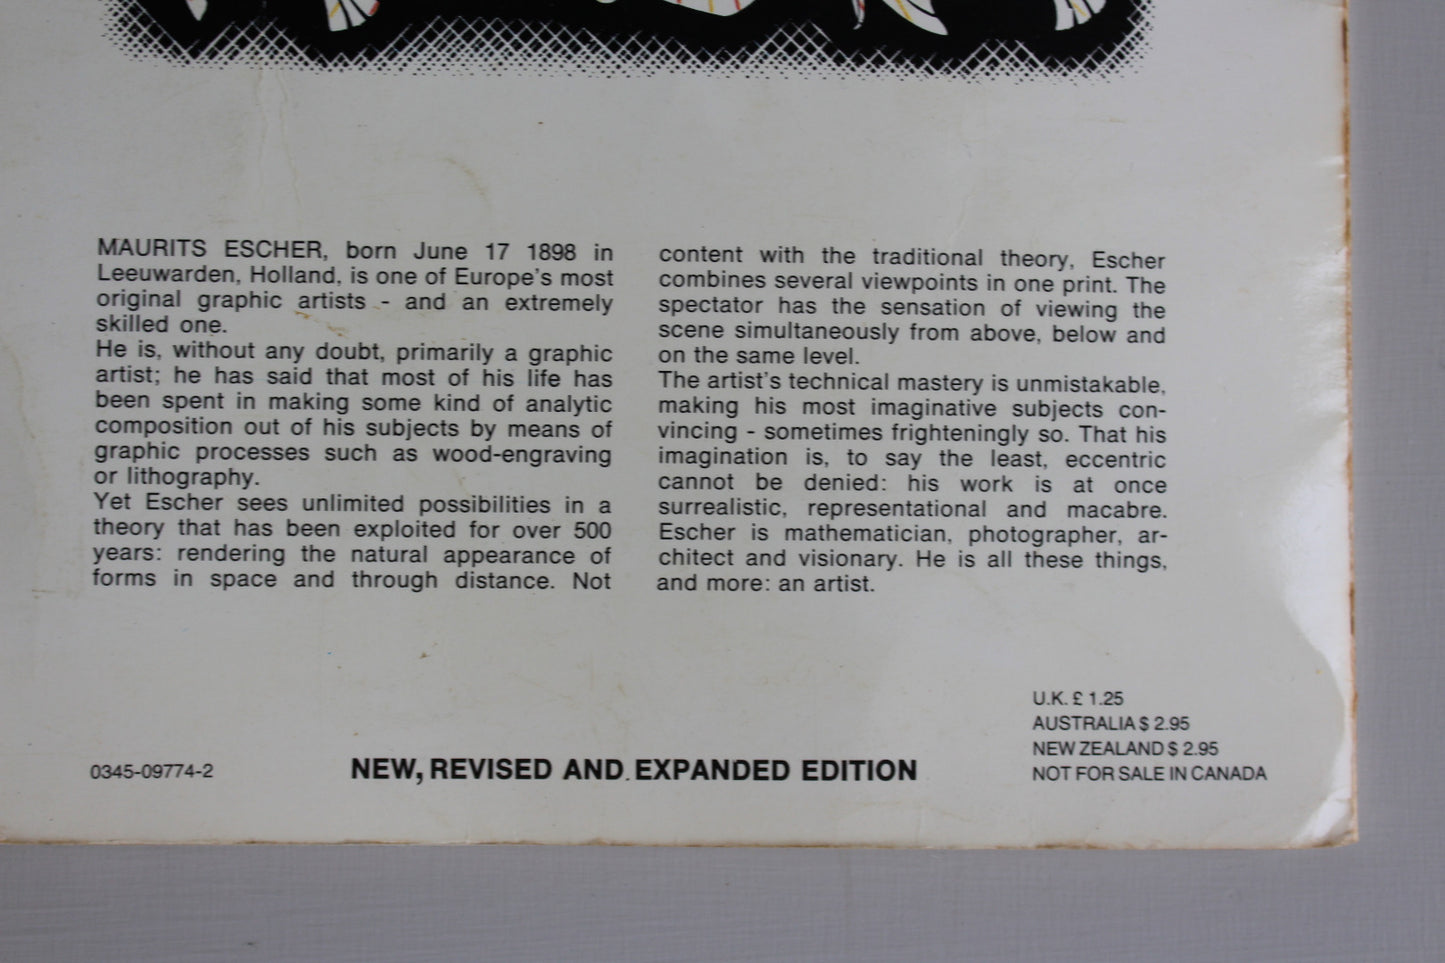 MAURITS ESCHER, born June 17 1898 in
Leeuwarden, Holland, is one of Europe's most
original graphic artists - and an extremely
skilled one.
He is, without any doubt, primarily a graphic
artist; he has said that most of his life has
been spent in making some kind of analytic
composition out of his subjects by means of
graphic processes such as wood-engraving
or lithography.
Yet Escher sees unlimited possibilities in a
theory that has been exploited for over 500
years: rendering the natural appearance of
forms in space and through distance. Not
content with the traditional theory, Escher
combines several viewpoints in one print. The
spectator has the sensation of viewing the
scene simultaneously from above, below and
on the same level.
The artist's technical mastery is unmistakable,
making his most imaginative subjects con-
vincing - sometimes frighteningly so. That his
imagination is, to say the least, eccentric
cannot be denied: his work is at once
surrealistic, representational and macabre.
Escher is mathematician, photographer, ar-
chitect and visionary. He is all these things,
and more: an artist.
U.K. £ 1.25
AUSTRALIA $ 2.95
NEW ZEALAND $ 2.95
NOT FOR SALE IN CANADA
0345-09774-2
NEW, REVISED AND EXPANDED EDITION